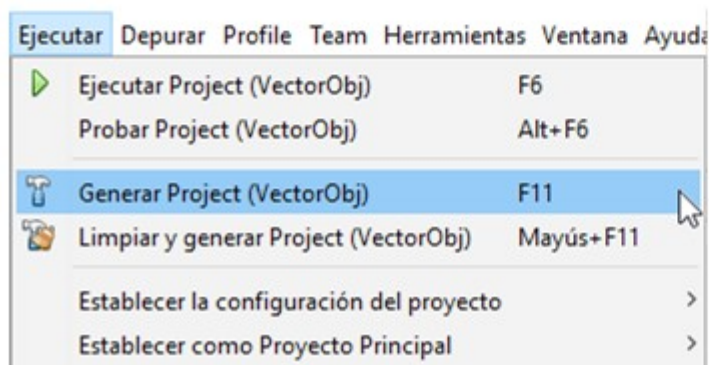 Ejecutar Depurar Profile Team Herramientas Ventana Ayuda
Ejecutar Project (VectorObj) F6
Probar Project (VectorObj) Alt+F6
Generar Project (VectorObj) F11
Limpiar y generar Project (VectorObj) Mayús+F11
Establecer la configuración del proyecto >
Establecer como Proyecto Principal >